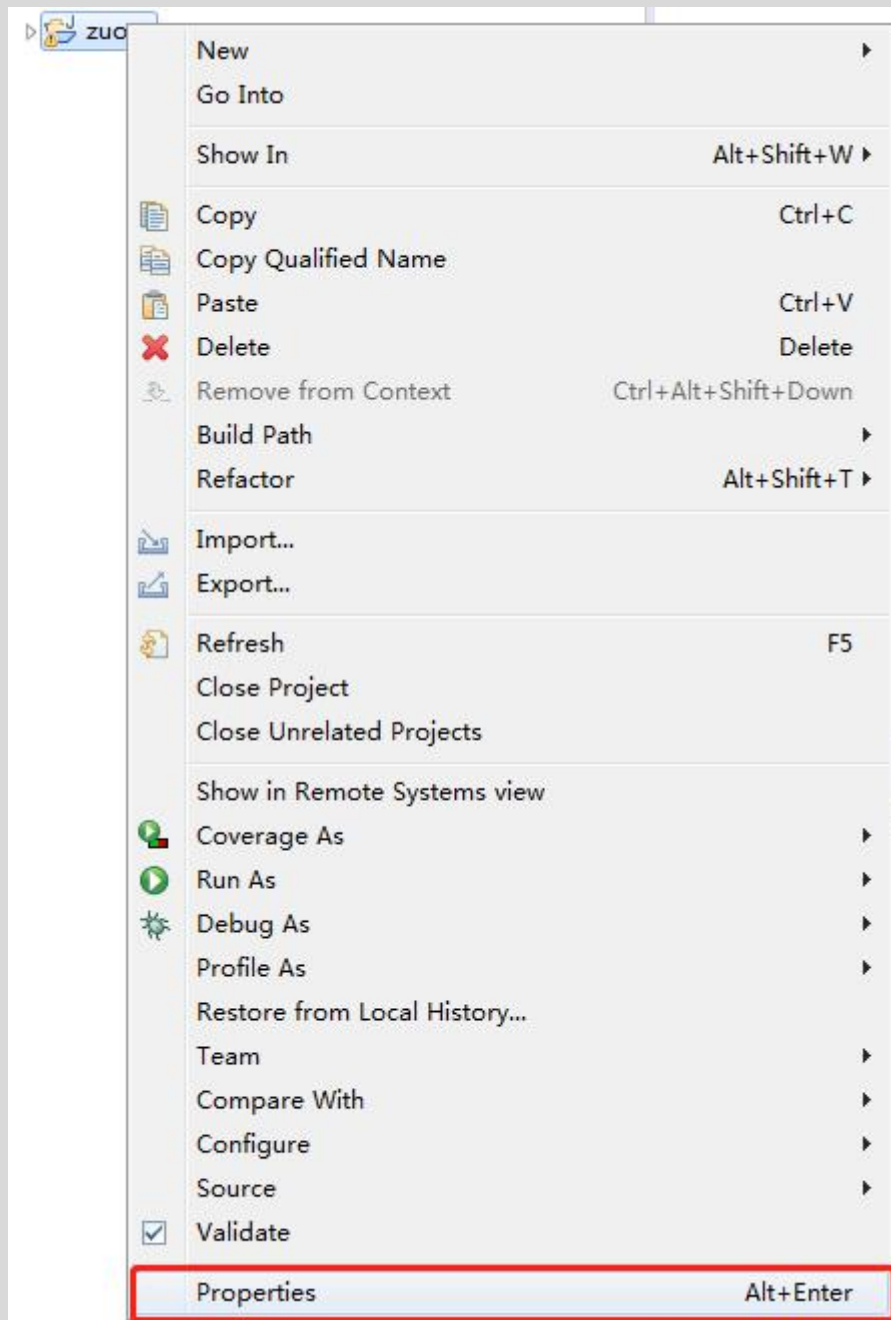 zuo
New
Go Into
Show In Alt+Shift+W
Copy Ctrl+C
Copy Qualified Name
Paste Ctrl+V
Delete Delete
Remove from Context Ctrl+Alt+Shift+Down
Build Path
Refactor Alt+Shift+T
Import...
Export...
Refresh F5
Close Project
Close Unrelated Projects
Show in Remote Systems view
Coverage As
Run As
Debug As
Profile As
Restore from Local History...
Team
Compare With
Configure
Source
Validate
Properties Alt+Enter